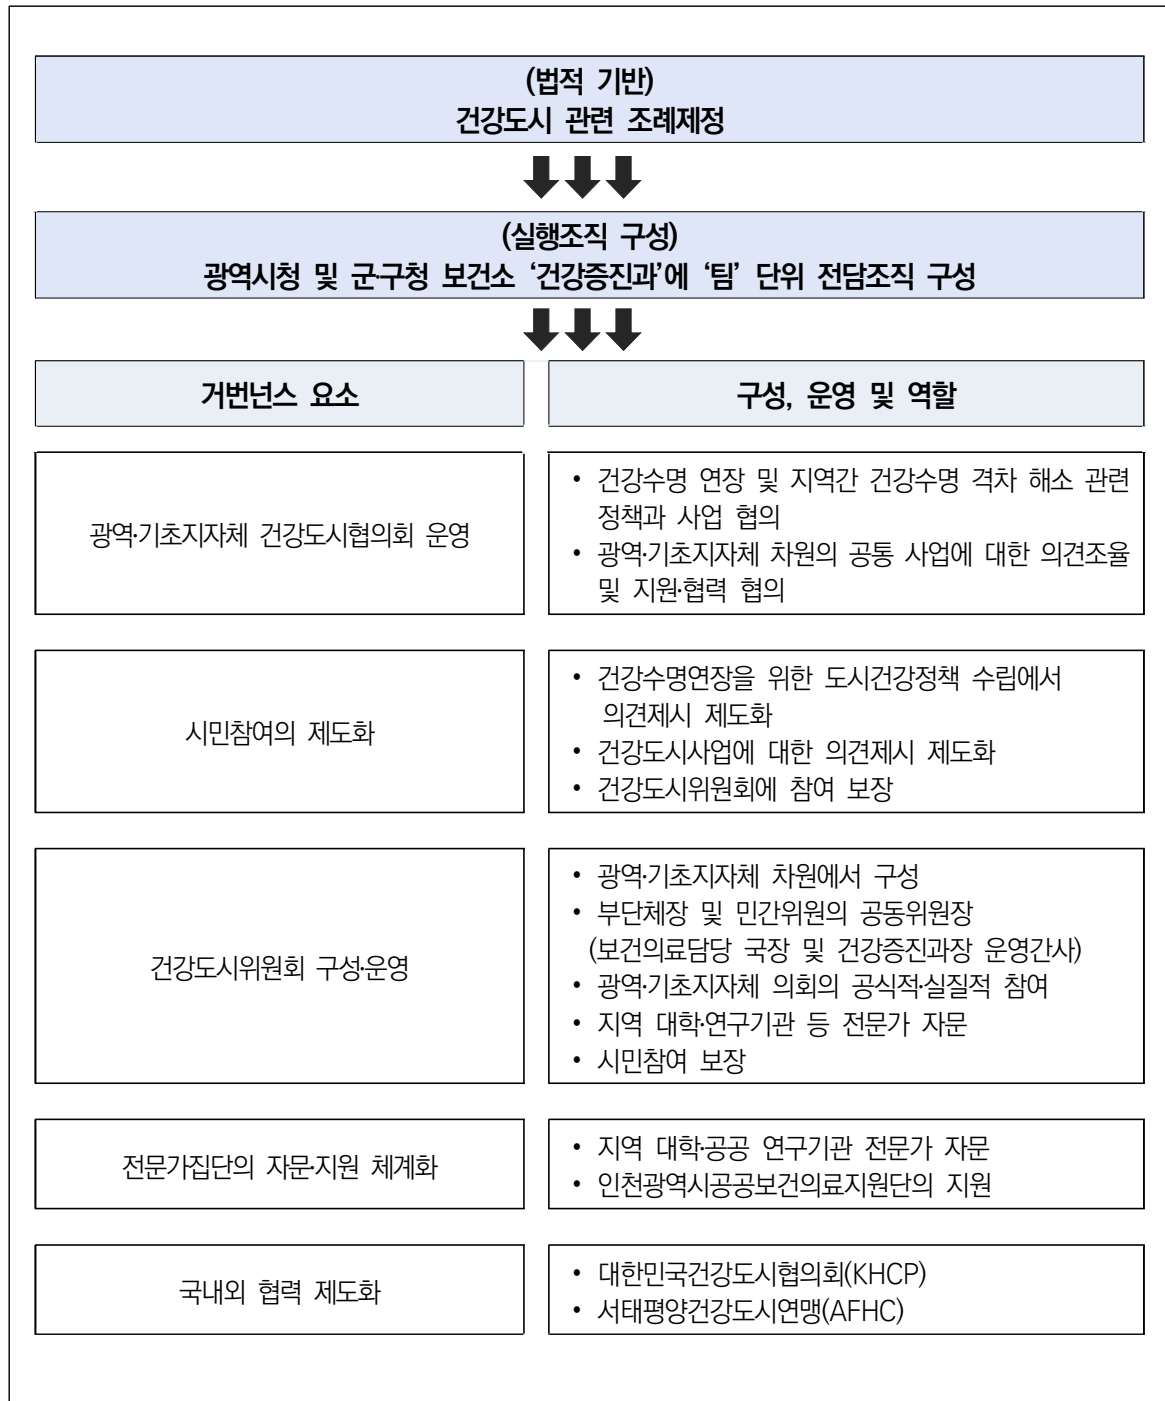 (법적 기반)
건강도시 관련 조례제정
(실행조직 구성)
광역시청 및 군·구청 보건소 ‘건강증진과’에 ‘팀’ 단위 전담조직 구성
거번넌스 요소
구성, 운영 및 역할
광역·기초지자체 건강도시협의회 운영
• 건강수명 연장 및 지역간 건강수명 격차 해소 관련
정책과 사업 협의
• 광역·기초지자체 차원의 공통 사업에 대한 의견조율
및 지원·협력 협의
시민참여의 제도화
• 건강수명연장을 위한 도시건강정책 수립에서
의견제시 제도화
• 건강도시사업에 대한 의견제시 제도화
• 건강도시위원회에 참여 보장
건강도시위원회 구성·운영
• 광역·기초지자체 차원에서 구성
• 부단체장 및 민간위원의 공동위원장
(보건의료담당 국장 및 건강증진과장 운영간사)
• 광역·기초지자체 의회의 공식적·실질적 참여
• 지역 대학·연구기관 등 전문가 자문
• 시민참여 보장
전문가집단의 자문·지원 체계화
• 지역 대학·공공 연구기관 전문가 자문
• 인천광역시공공보건의료지원단의 지원
국내외 협력 제도화
• 대한민국건강도시협의회(KHCP)
• 서태평양건강도시연맹(AFHC)